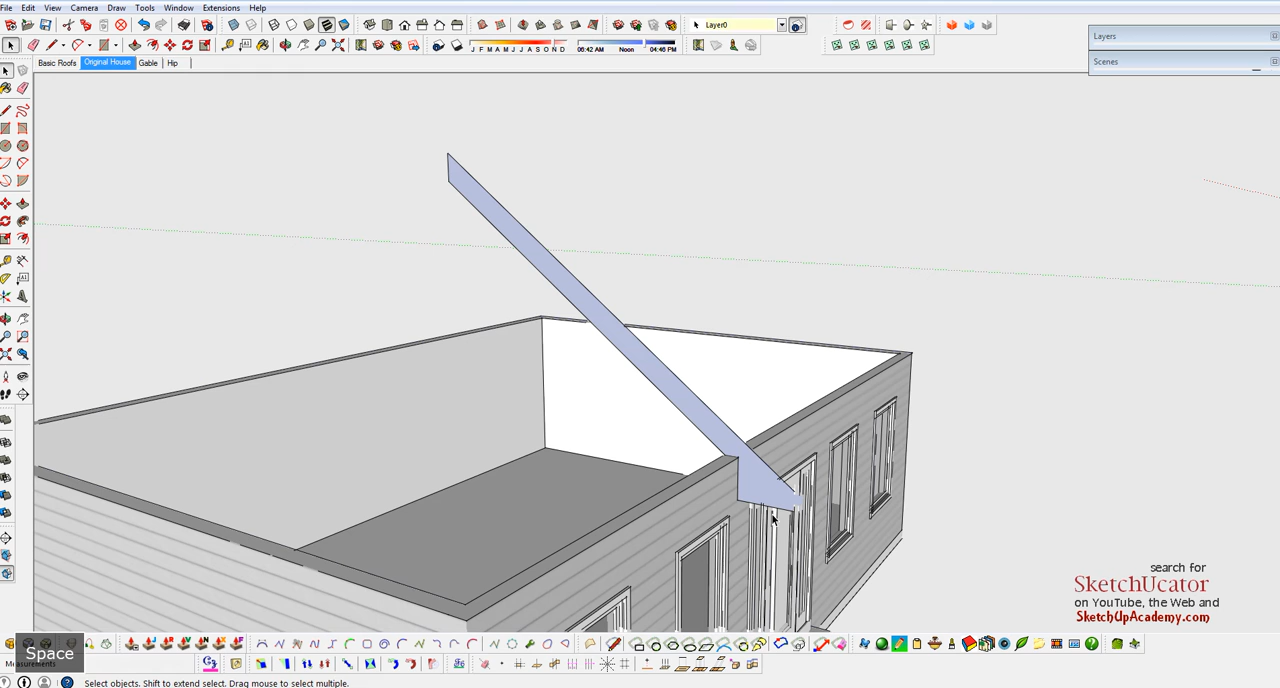 File Edit View Camera Draw Tools Window Extensions Help
Layer0
J F M A M J J A S O N D 06:42 AM Noon 04:46 PM
Layers
Basic Roofs Original House Gable Hip
Scenes
search for
SketchUcator
on YouTube, the Web and
SketchUpAcademy.com
Space
Measurements
Select objects. Shift to extend select. Drag mouse to select multiple.